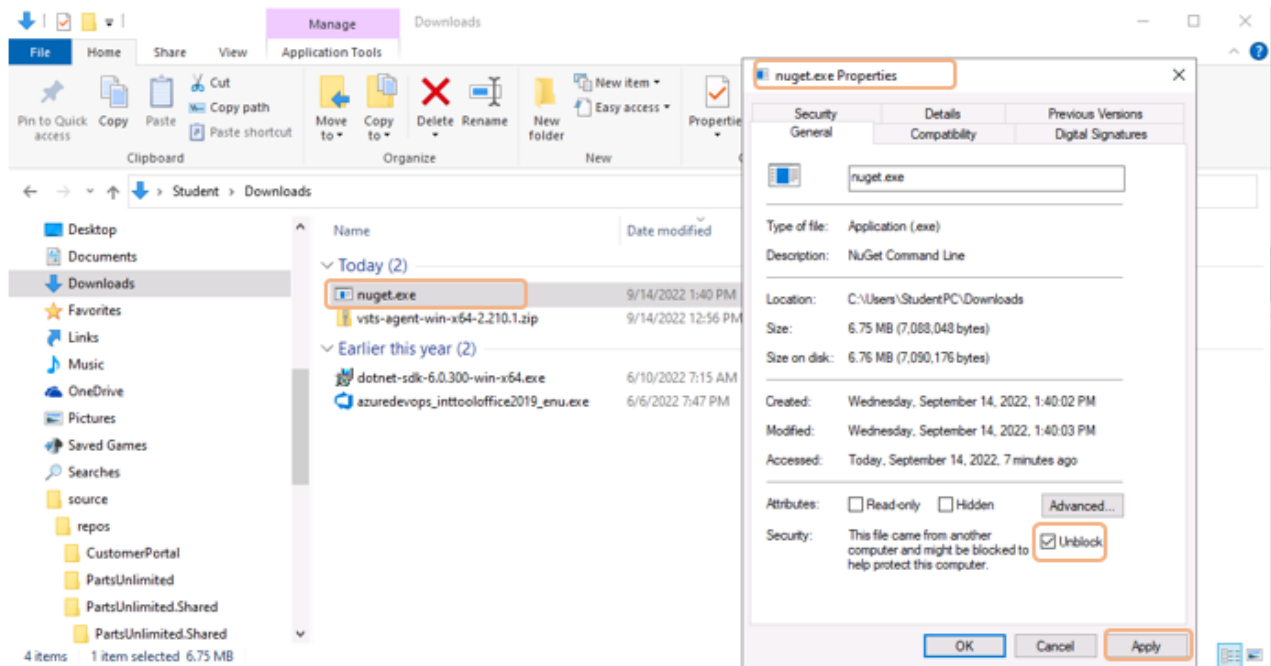 Manage
Downloads
File
Home
Share
View
Application Tools
Pin to Quick access
Copy
Paste
Cut
Copy path
Paste shortcut
Clipboard
Move to
Copy to
Delete
Rename
Organize
New folder
New item
Easy access
New
Propertie
Student
Downloads
Desktop
Documents
Downloads
Favorites
Links
Music
OneDrive
Pictures
Saved Games
Searches
source
repos
CustomerPortal
PartsUnlimited
PartsUnlimited.Shared
PartsUnlimited.Shared
4 items 1 item selected 6.75 MB
Name Date modified
Today (2)
nuget.exe 9/14/2022 1:40 PM
vsts-agent-win-x64-2.210.1.zip 9/14/2022 12:56 PM
Earlier this year (2)
dotnet-sdk-6.0.300-win-x64.exe 6/10/2022 7:15 AM
azuredevops_inttooloffice2019_enu.exe 6/6/2022 7:47 PM
nuget.exe Properties
Security Details Previous Versions
General Compatibility Digital Signatures
nuget.exe
Type of file: Application (.exe)
Description: NuGet Command Line
Location: C:\Users\StudentPC\Downloads
Size: 6.75 MB (7,088,048 bytes)
Size on disk: 6.76 MB (7,090,176 bytes)
Created: Wednesday, September 14, 2022, 1:40:02 PM
Modified: Wednesday, September 14, 2022, 1:40:03 PM
Accessed: Today, September 14, 2022, 7 minutes ago
Attributes: Read-only Hidden Advanced...
Security: This file came from another
computer and might be blocked to
help protect this computer.
Unblock
OK Cancel Apply